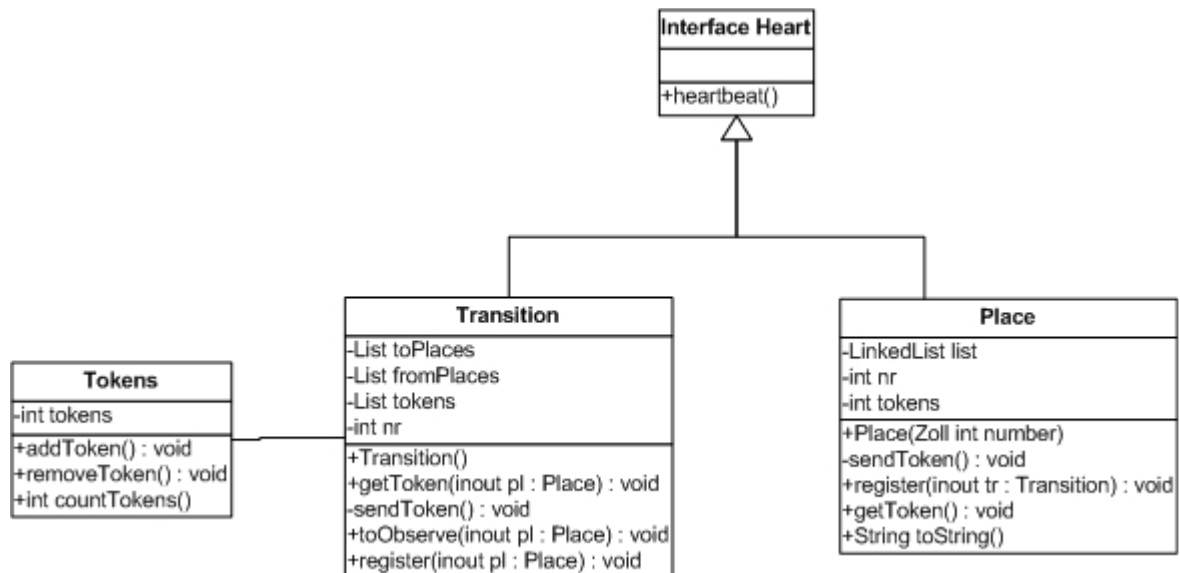 Interface Heart
+heartbeat()
Transition
-List toPlaces
-List fromPlaces
-List tokens
-int nr
+Transition()
+getToken(inout pl : Place) : void
-sendToken() : void
+toObserve(inout pl : Place) : void
+register(inout pl : Place) : void
Place
-LinkedList list
-int nr
-int tokens
+Place(Zoll int number)
-sendToken() : void
+register(inout tr : Transition) : void
+getToken() : void
+String toString()
Tokens
-int tokens
+addToken() : void
+removeToken() : void
+int countTokens()